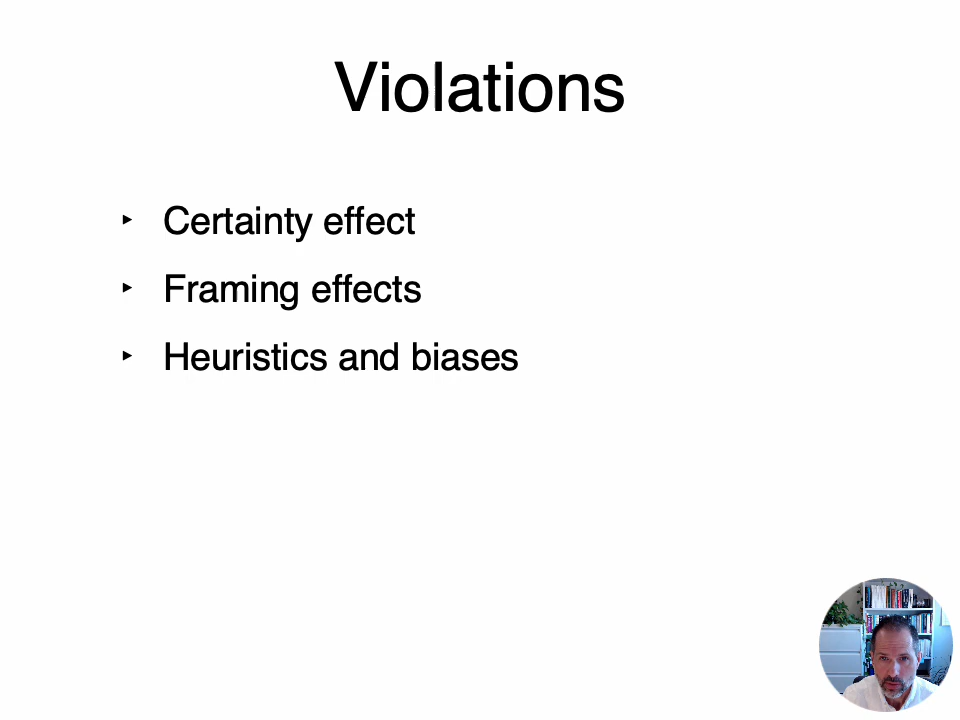 Violations
‣ Certainty effect
‣ Framing effects
‣ Heuristics and biases